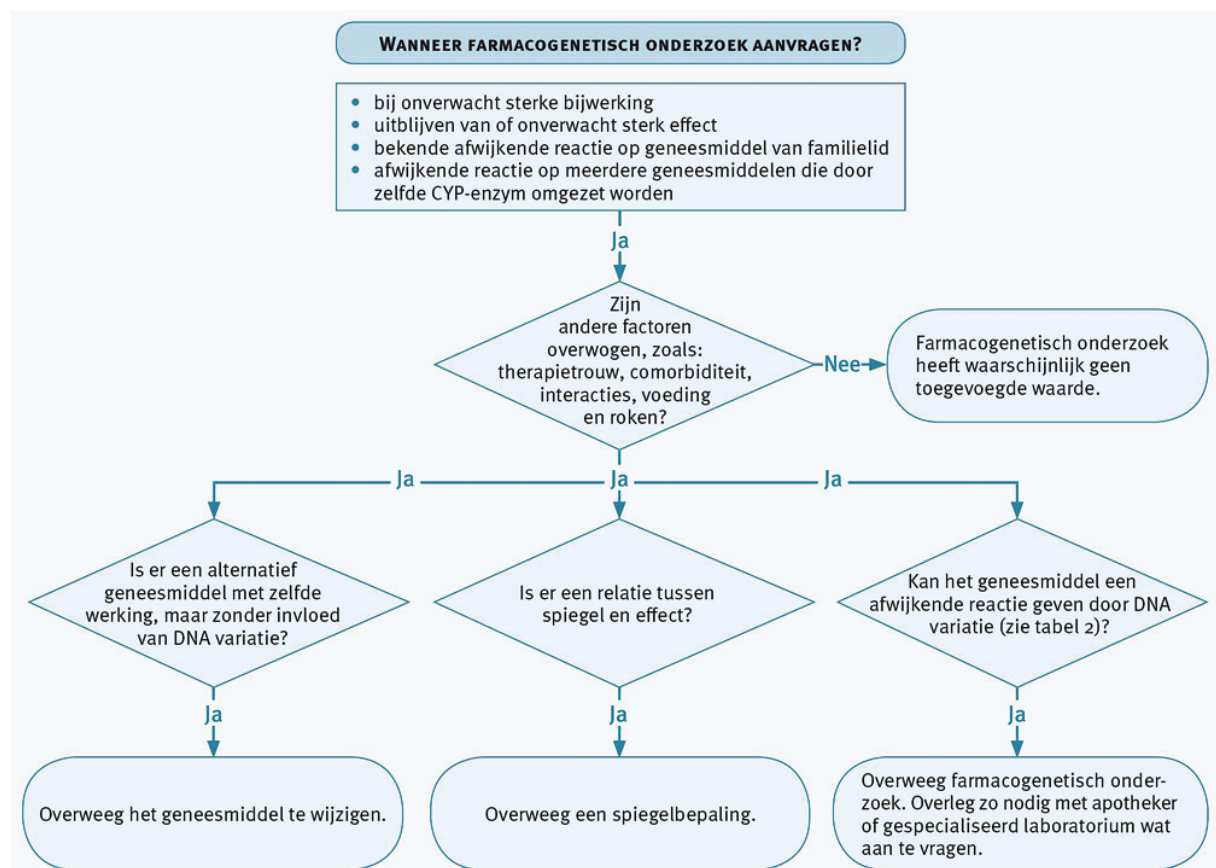 WANNEER FARMACOGENETISCH ONDERZOEK AANVRAGEN?
• bij onverwacht sterke bijwerking
• uitblijven van of onverwacht sterk effect
• bekende afwijkende reactie op geneesmiddel van familielid
• afwijkende reactie op meerdere geneesmiddelen die door
zelfde CYP-enzym omgezet worden
Ja
Zijn
andere factoren
overwogen, zoals:
therapietrouw, comorbiditeit,
interacties, voeding
en roken?
Nee
Farmacogenetisch onderzoek
heeft waarschijnlijk geen
toegevoegde waarde.
Ja
Ja
Ja
Is er een alternatief
geneesmiddel met zelfde
werking, maar zonder invloed
van DNA variatie?
Is er een relatie tussen
spiegel en effect?
Kan het geneesmiddel een
afwijkende reactie geven door DNA
variatie (zie tabel 2)?
Ja
Ja
Ja
Overweeg het geneesmiddel te wijzigen.
Overweeg een spiegelbepaling.
Overweeg farmacogenetisch onder-
zoek. Overleg zo nodig met apotheker
of gespecialiseerd laboratorium wat
aan te vragen.